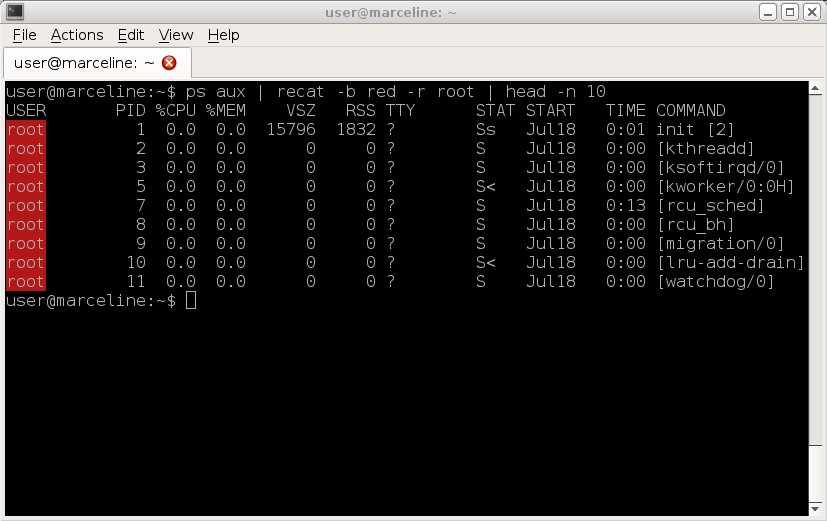 user@marceline: ~
File Actions Edit View Help
user@marceline: ~
user@marceline:~$ ps aux | recat -b red -r root | head -n 10
USER       PID %CPU %MEM    VSZ   RSS TTY      STAT START   TIME COMMAND
root         1  0.0  0.0  15796  1832 ?        Ss   Jul18   0:01 init [2]
root         2  0.0  0.0      0     0 ?        S    Jul18   0:00 [kthreadd]
root         3  0.0  0.0      0     0 ?        S    Jul18   0:00 [ksoftirqd/0]
root         5  0.0  0.0      0     0 ?        S<   Jul18   0:00 [kworker/0:0H]
root         7  0.0  0.0      0     0 ?        S    Jul18   0:13 [rcu_sched]
root         8  0.0  0.0      0     0 ?        S    Jul18   0:00 [rcu_bh]
root         9  0.0  0.0      0     0 ?        S    Jul18   0:00 [migration/0]
root        10  0.0  0.0      0     0 ?        S<   Jul18   0:00 [lru-add-drain]
root        11  0.0  0.0      0     0 ?        S    Jul18   0:00 [watchdog/0]
user@marceline:~$